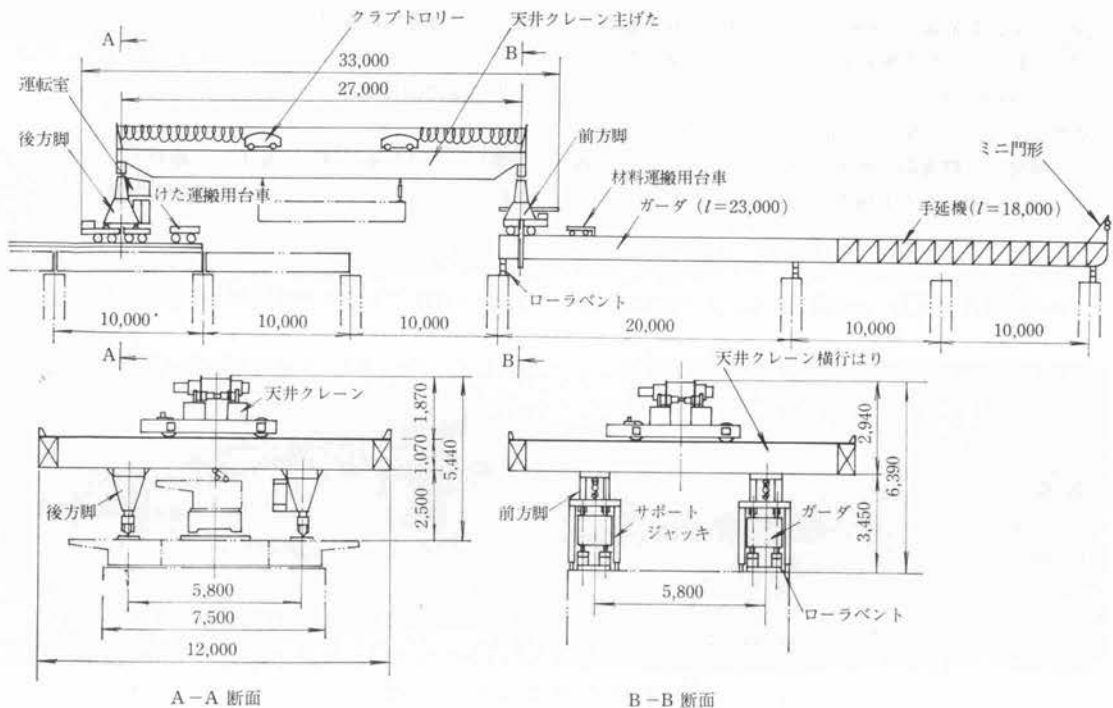 クラブトロリー
天井クレーン主げた
A
B
33,000
27,000
運転室
後方脚
けた運搬用台車
前方脚
材料運搬用台車
ガーダ (l=23,000)
手延機(l=18,000)
ミニ門形
ローラベント
10,000
10,000
10,000
20,000
10,000
10,000
A
B
天井クレーン
1,870
1,070
2,500
5,440
後方脚
5,800
7,500
12,000
A-A 断面
天井クレーン横行はり
2,940
3,450
6,390
前方脚
サポート
ジャッキ
ガーダ
5,800
ローラベント
B-B 断面